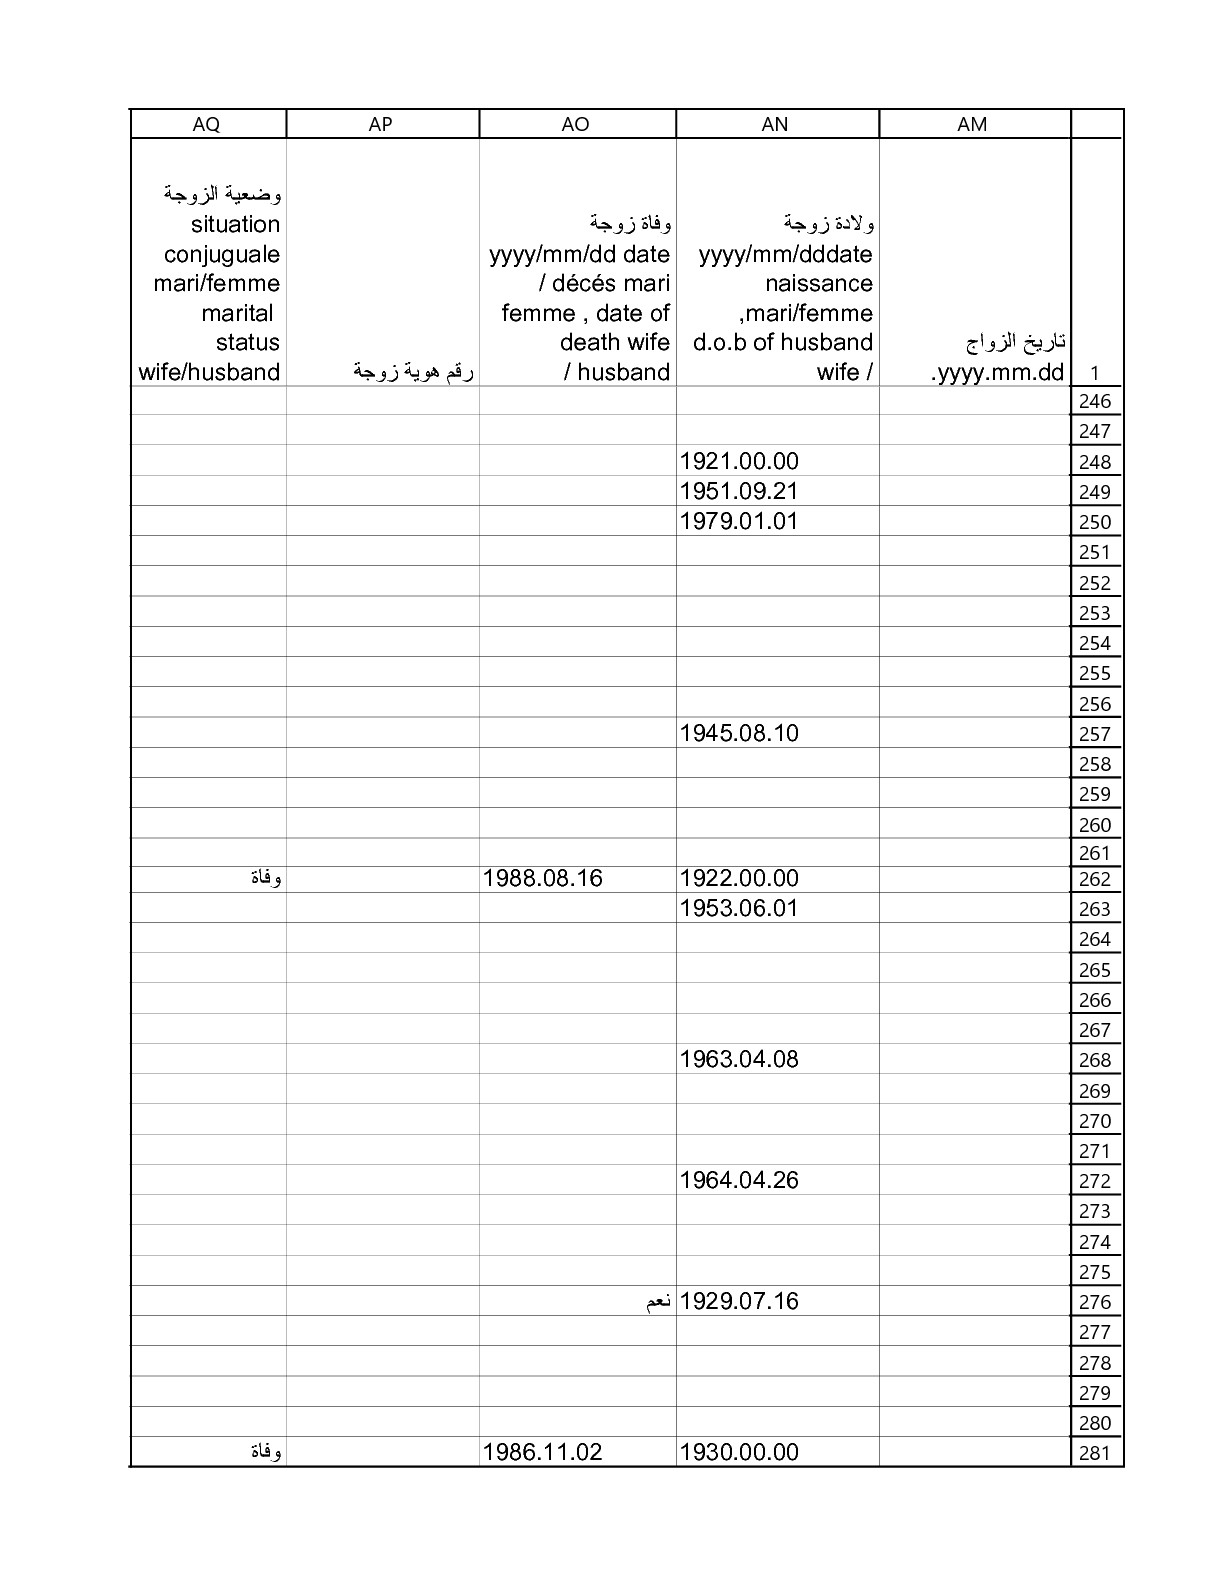 AM AN AO AP AQ
1
تاريخ الزواج
yyyy.mm.dd.
ولادة زوجة
yyyy/mm/dddate
naissance
mari/femme,
d.o.b of husband
/ wife
وفاة زوجة
yyyy/mm/dd date
décés mari /
femme , date of
death wife
husband /
رقم هوية زوجة
وضعية الزوجة
situation
conjuguale
mari/femme
marital
status
wife/husband
246
247
248 1921.00.00
249 1951.09.21
250 1979.01.01
251
252
253
254
255
256
257 1945.08.10
258
259
260
261
262 1922.00.00 1988.08.16 وفاة
263 1953.06.01
264
265
266
267
268 1963.04.08
269
270
271
272 1964.04.26
273
274
275
276 1929.07.16 نعم
277
278
279
280
281 1930.00.00 1986.11.02 وفاة